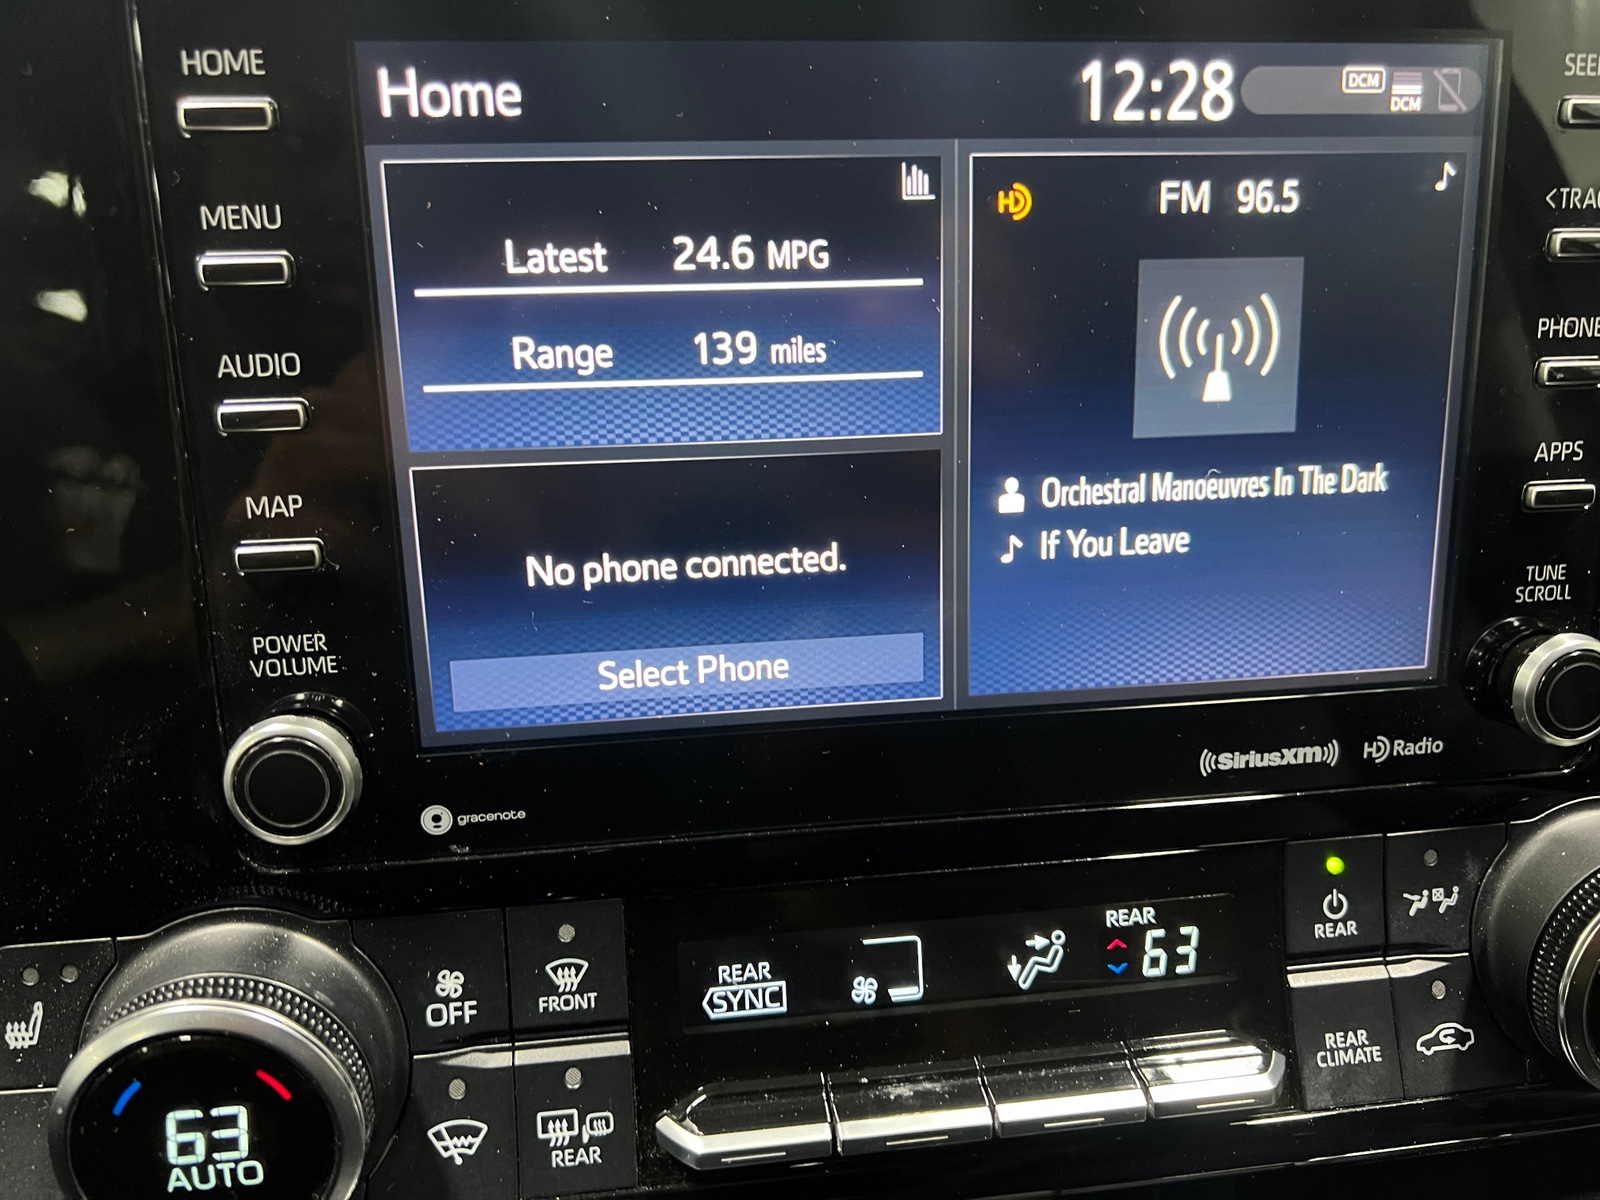 HOME
MENU
AUDIO
MAP
POWER
VOLUME
Home
12:28
DCM
DCM
Latest 24.6 MPG
Range 139 miles
No phone connected.
Select Phone
HD
FM 96.5
Orchestral Manoeuvres In The Dark
If You Leave
SEE
<TRA
PHONE
APPS
TUNE
SCROLL
gracenote
((SiriusXM))
HD Radio
OFF
FRONT
REAR
SYNC
REAR
63
REAR
REAR
CLIMATE
REAR
63
AUTO